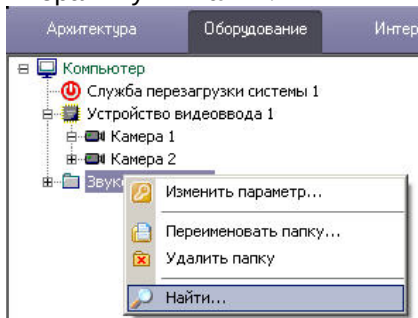 Архитектура Оборудование Интер
Компьютер
Служба перезагрузки системы 1
Устройство видеоввода 1
Камера 1
Камера 2
Звук
Изменить параметр...
Переименовать папку...
Удалить папку
Найти...